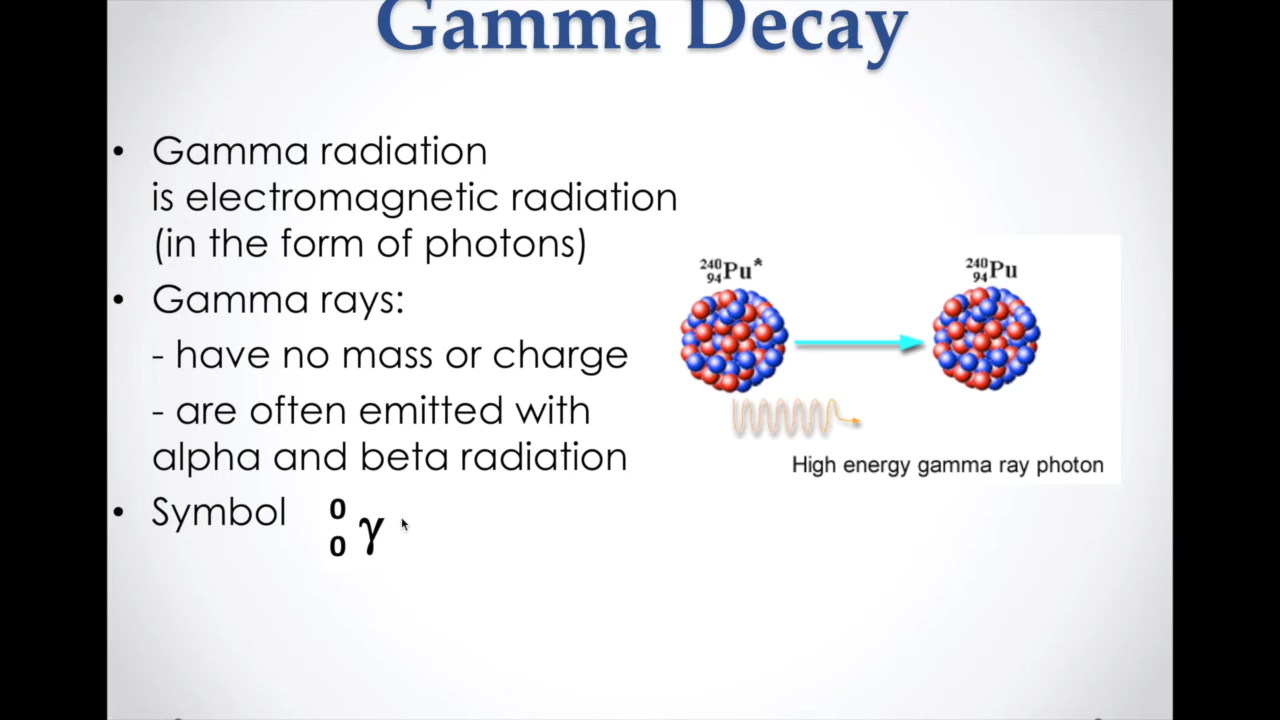 Gamma Decay
• Gamma radiation
is electromagnetic radiation
(in the form of photons)
• Gamma rays:
- have no mass or charge
- are often emitted with
alpha and beta radiation
• Symbol
0
0 γ
240
94 Pu*
240
94 Pu
High energy gamma ray photon